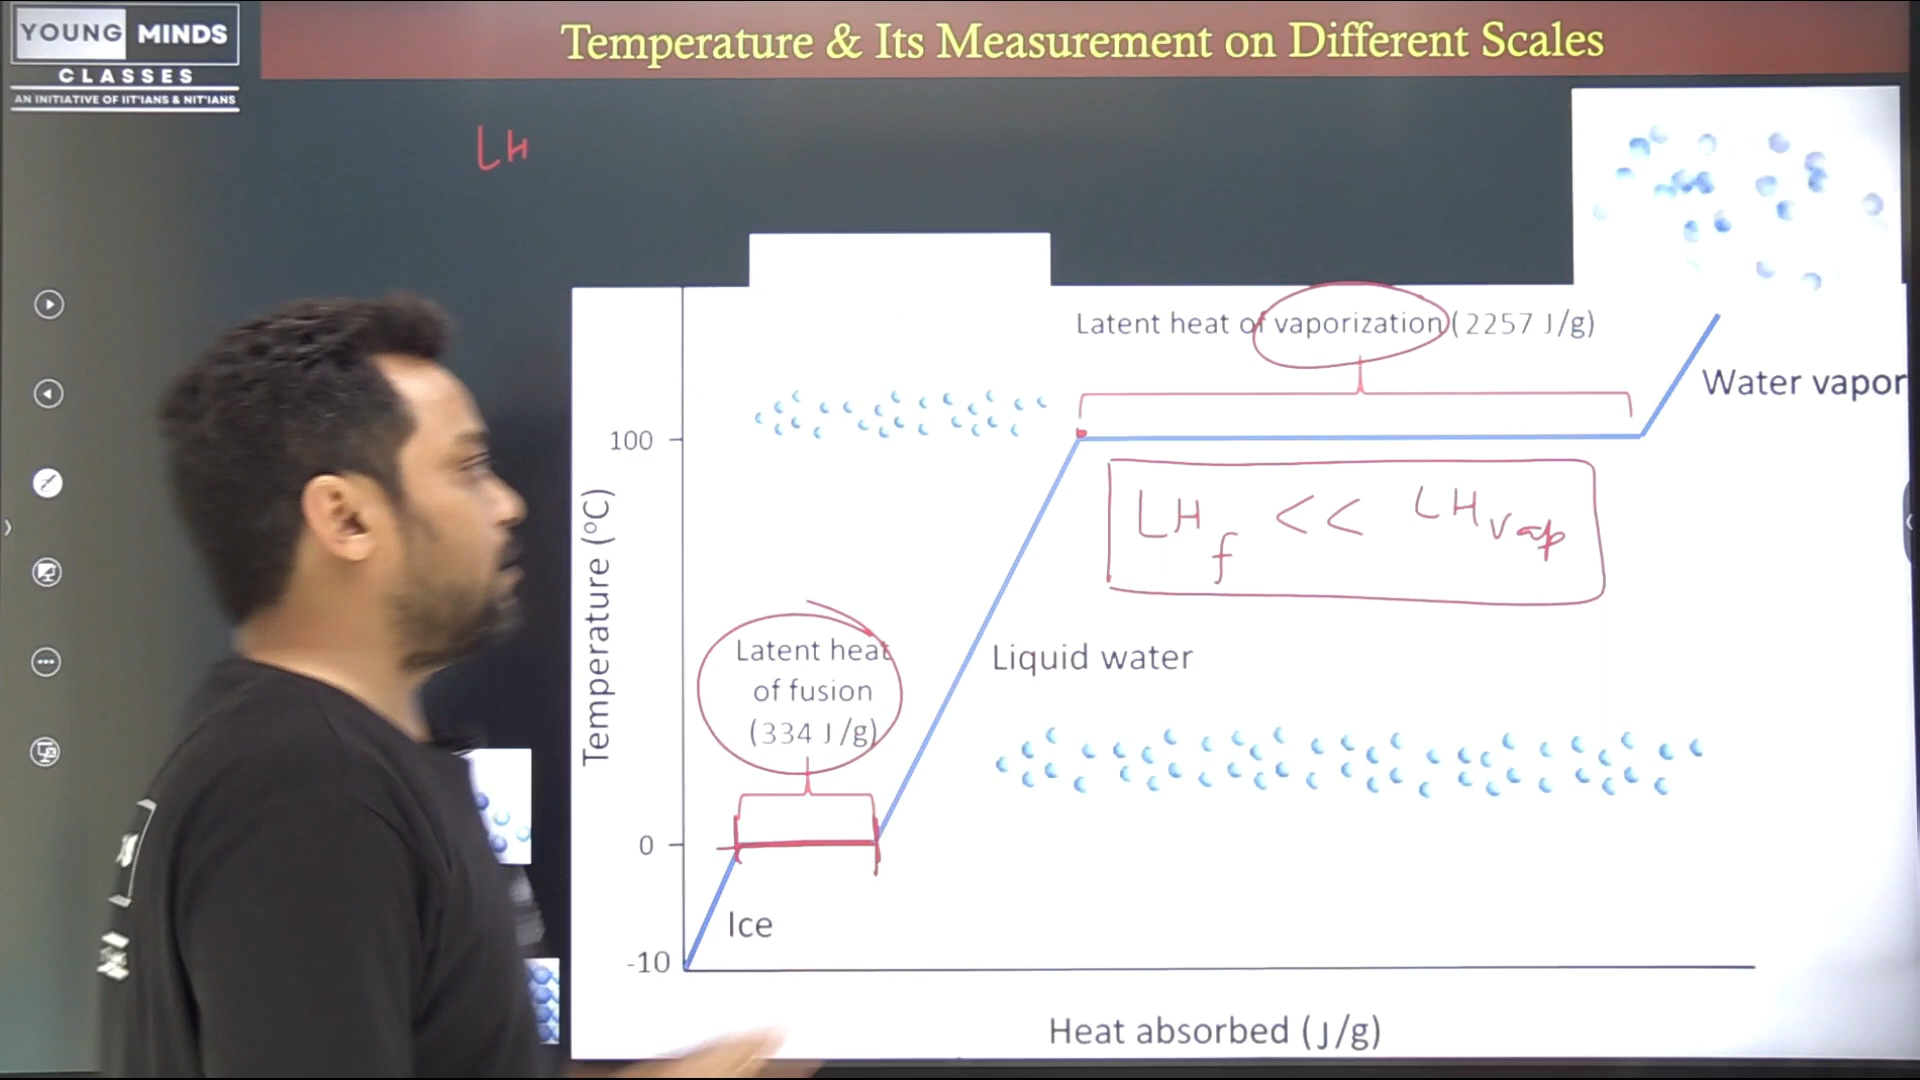 YOUNG MINDS
CLASSES
AN INITIATIVE OF IIT'IANS & NIT'IANS
Temperature & Its Measurement on Different Scales
LH
Latent heat of vaporization (2257 J/g)
Water vapor
100
LH f << LH vap
Temperature (°C)
Latent heat
of fusion
(334 J/g)
Liquid water
0
Ice
-10
Heat absorbed (J/g)